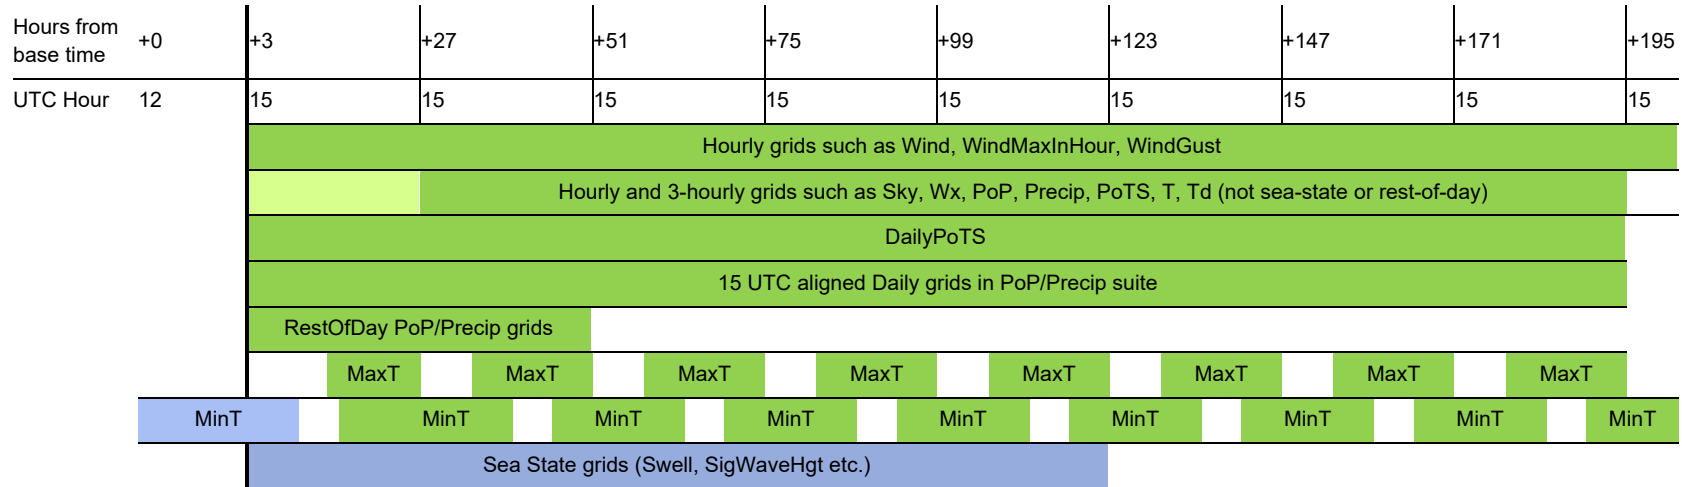 Hours from
base time
+0
+3
+27
+51
+75
+99
+123
+147
+171
+195
UTC Hour
12
15
15
15
15
15
15
15
15
15
Hourly grids such as Wind, WindMaxInHour, WindGust
Hourly and 3-hourly grids such as Sky, Wx, PoP, Precip, PoTS, T, Td (not sea-state or rest-of-day)
DailyPoTS
15 UTC aligned Daily grids in PoP/Precip suite
RestOfDay PoP/Precip grids
MaxT
MaxT
MaxT
MaxT
MaxT
MaxT
MaxT
MaxT
MinT
MinT
MinT
MinT
MinT
MinT
MinT
MinT
MinT
Sea State grids (Swell, SigWaveHgt etc.)